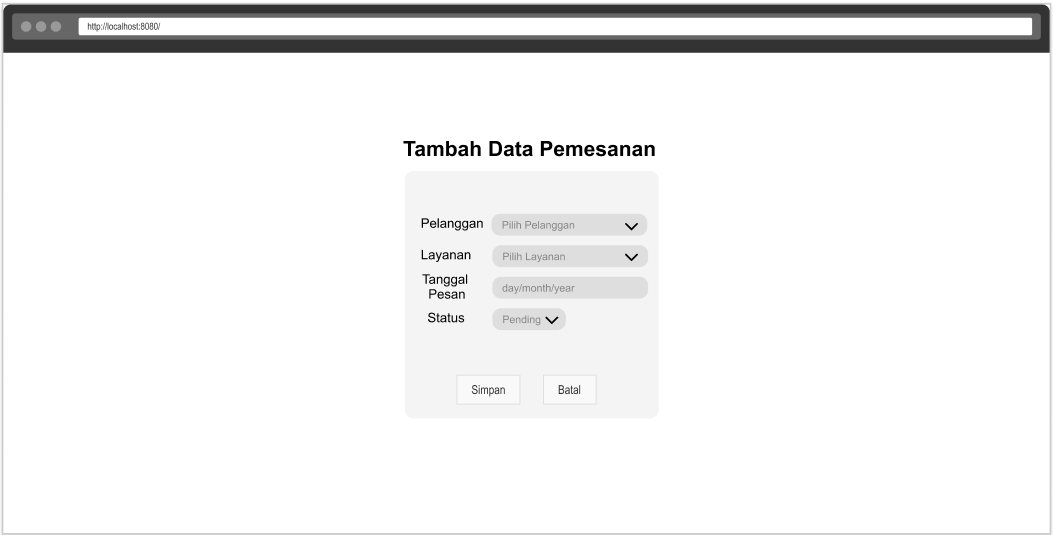 http://localhost:8080/
Tambah Data Pemesanan
Pelanggan Pilih Pelanggan
Layanan Pilih Layanan
Tanggal
Pesan day/month/year
Status Pending
Simpan Batal